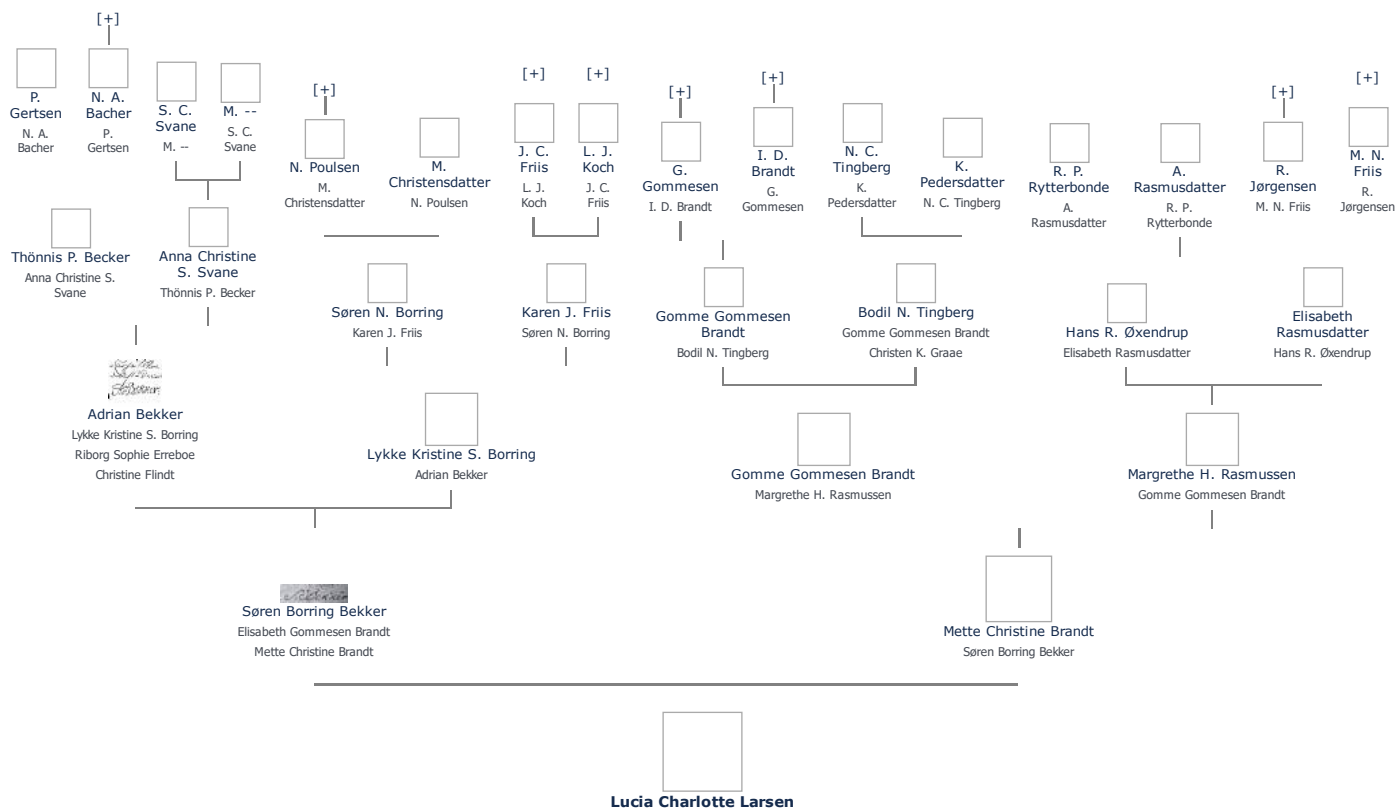 [+]
P.
Gertsen
N. A.
Bacher
N. A.
Bacher
P.
Gertsen
S. C.
Svane
M. --
M. --
S. C.
Svane
[+]
N. Poulsen
M.
Christensdatter
M.
Christensdatter
N. Poulsen
[+]
J. C.
Friis
L. J.
Koch
[+]
L. J.
Koch
J. C.
Friis
[+]
G.
Gommesen
I. D. Brandt
[+]
I. D.
Brandt
G.
Gommesen
N. C.
Tingberg
K.
Pedersdatter
K.
Pedersdatter
N. C. Tingberg
R. P.
Rytterbonde
A.
Rasmusdatter
A.
Rasmusdatter
R. P.
Rytterbonde
[+]
R.
Jørgensen
M. N. Friis
[+]
M. N.
Friis
R.
Jørgensen
Thönnis P. Becker
Anna Christine S.
Svane
Anna Christine
S. Svane
Thönnis P. Becker
Søren N. Borring
Karen J. Friis
Karen J. Friis
Søren N. Borring
Gomme Gommesen
Brandt
Bodil N. Tingberg
Bodil N. Tingberg
Gomme Gommesen Brandt
Christen K. Graae
Hans R. Øxendrup
Elisabeth Rasmusdatter
Elisabeth
Rasmusdatter
Hans R. Øxendrup
Adrian Bekker
Lykke Kristine S. Borring
Riborg Sophie Erreboe
Christine Flindt
Lykke Kristine S. Borring
Adrian Bekker
Gomme Gommesen Brandt
Margrethe H. Rasmussen
Margrethe H. Rasmussen
Gomme Gommesen Brandt
Søren Borring Bekker
Elisabeth Gommesen Brandt
Mette Christine Brandt
Mette Christine Brandt
Søren Borring Bekker
Lucia Charlotte Larsen